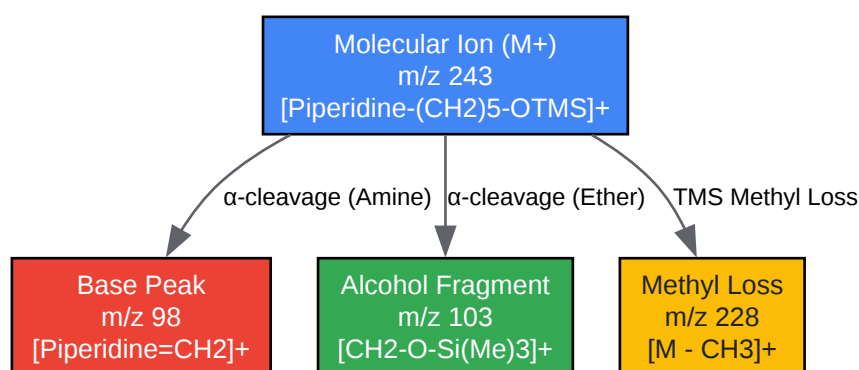 Molecular Ion (M+)
m/z 243
[Piperidine-(CH2)5-OTMS]+
α-cleavage (Amine)
α-cleavage (Ether)
TMS Methyl Loss
Base Peak
m/z 98
[Piperidine=CH2]+
Alcohol Fragment
m/z 103
[CH2-O-Si(Me)3]+
Methyl Loss
m/z 228
[M - CH3]+